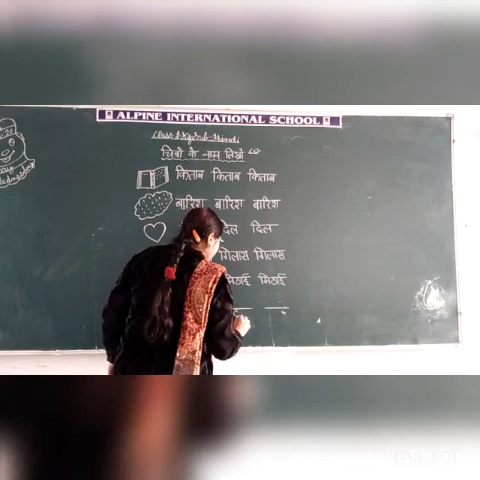 ALPINE INTERNATIONAL SCHOOL
चित्रो के नाम लिखो
किताब किताब किताब
बारिश बारिश बारिश
दिल दिल
गिलास गिलास
मिठाई मिठाई